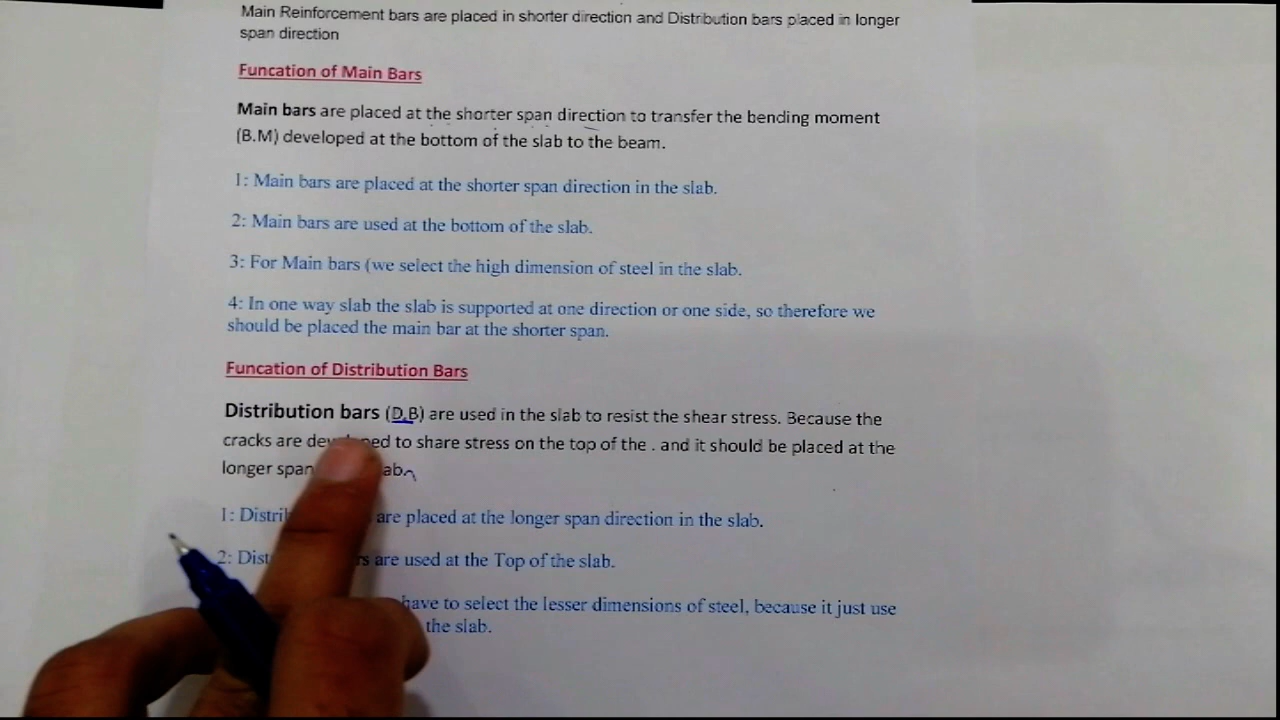 Main Reinforcement bars are placed in shorter direction and Distribution bars placed in longer
span direction
Funcation of Main Bars
Main bars are placed at the shorter span direction to transfer the bending moment
(B.M) developed at the bottom of the slab to the beam.
1: Main bars are placed at the shorter span direction in the slab.
2: Main bars are used at the bottom of the slab.
3: For Main bars (we select the high dimension of steel in the slab.
4: In one way slab the slab is supported at one direction or one side, so therefore we
should be placed the main bar at the shorter span.
Funcation of Distribution Bars
Distribution bars (D.B) are used in the slab to resist the shear stress. Because the
cracks are to share stress on the top of the . and it should be placed at the
longer span
1: are placed at the longer span direction in the slab.
2: are used at the Top of the slab.
have to select the lesser dimensions of steel, because it just use
the slab.